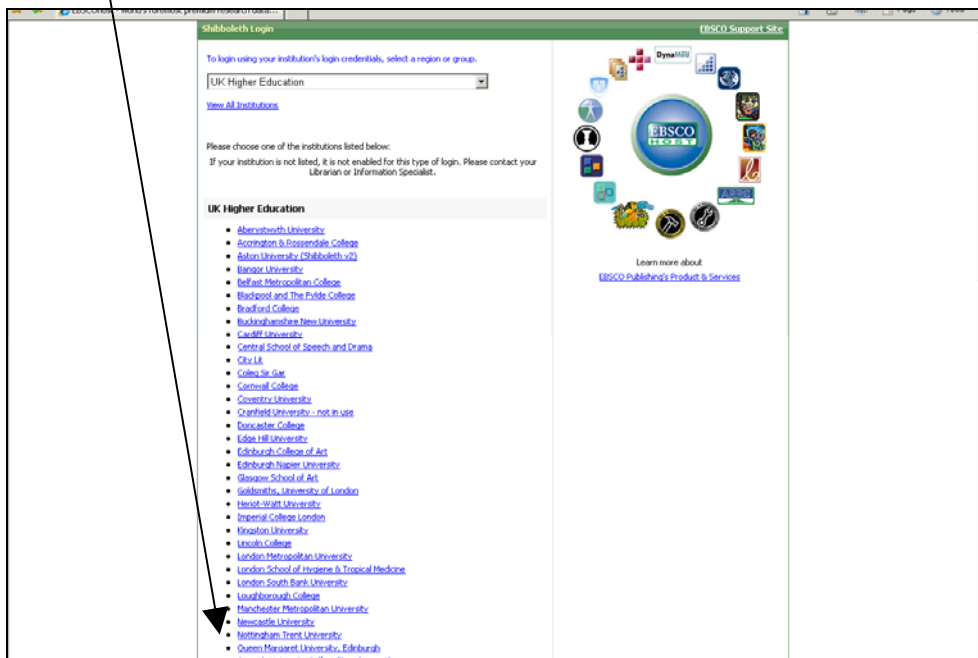 EBSCOhost - world's foremost premium research data...
Page
Shibboleth Login
EBSCO Support Site
To login using your institution's login credentials, select a region or group.
UK Higher Education
View All Institutions
Please choose one of the institutions listed below:
If your institution is not listed, it is not enabled for this type of login. Please contact your
Librarian or Information Specialist.
UK Higher Education
Aberystwyth University
Accrington & Rossendale College
Aston University (Shibboleth v2)
Bangor University
Belfast Metropolitan College
Blackpool and The Fylde College
Bradford College
Buckinghamshire New University
Cardiff University
Central School of Speech and Drama
City Lit
Coleg Sir Gar
Cornwall College
Coventry University
Cranfield University - not in use
Doncaster College
Edge Hill University
Edinburgh College of Art
Edinburgh Napier University
Glasgow School of Art
Goldsmiths, University of London
Heriot-Watt University
Imperial College London
Kingston University
Lincoln College
London Metropolitan University
London School of Hygiene & Tropical Medicine
London South Bank University
Loughborough College
Manchester Metropolitan University
Newcastle University
Nottingham Trent University
Queen Margaret University, Edinburgh
DynaMed
EBSCO
HOST
Learn more about
EBSCO Publishing's Product & Services